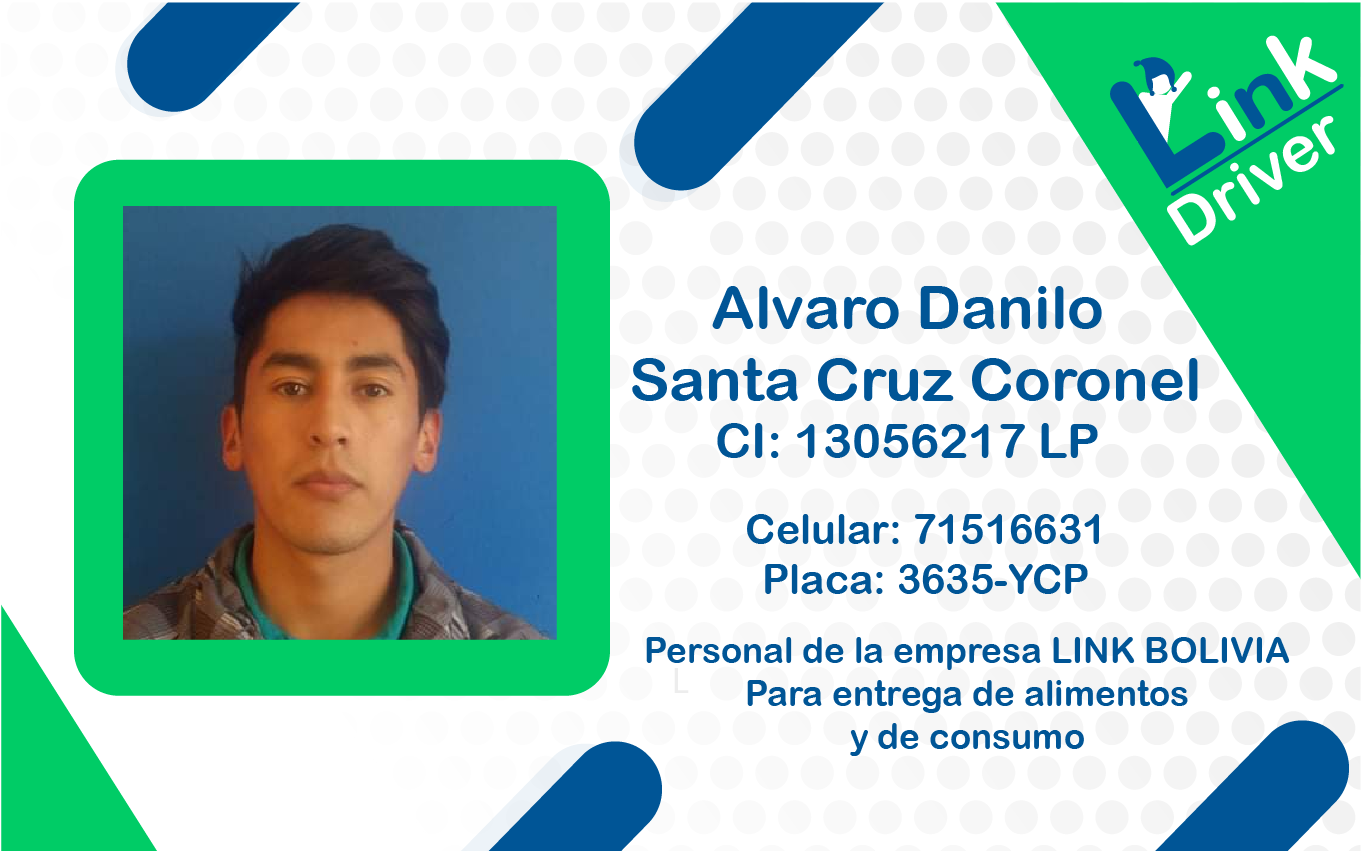 Link
Driver
Alvaro Danilo
Santa Cruz Coronel
CI: 13056217 LP
Celular: 71516631
Placa: 3635-YCP
Personal de la empresa LINK BOLIVIA
L
Para entrega de alimentos
y de consumo